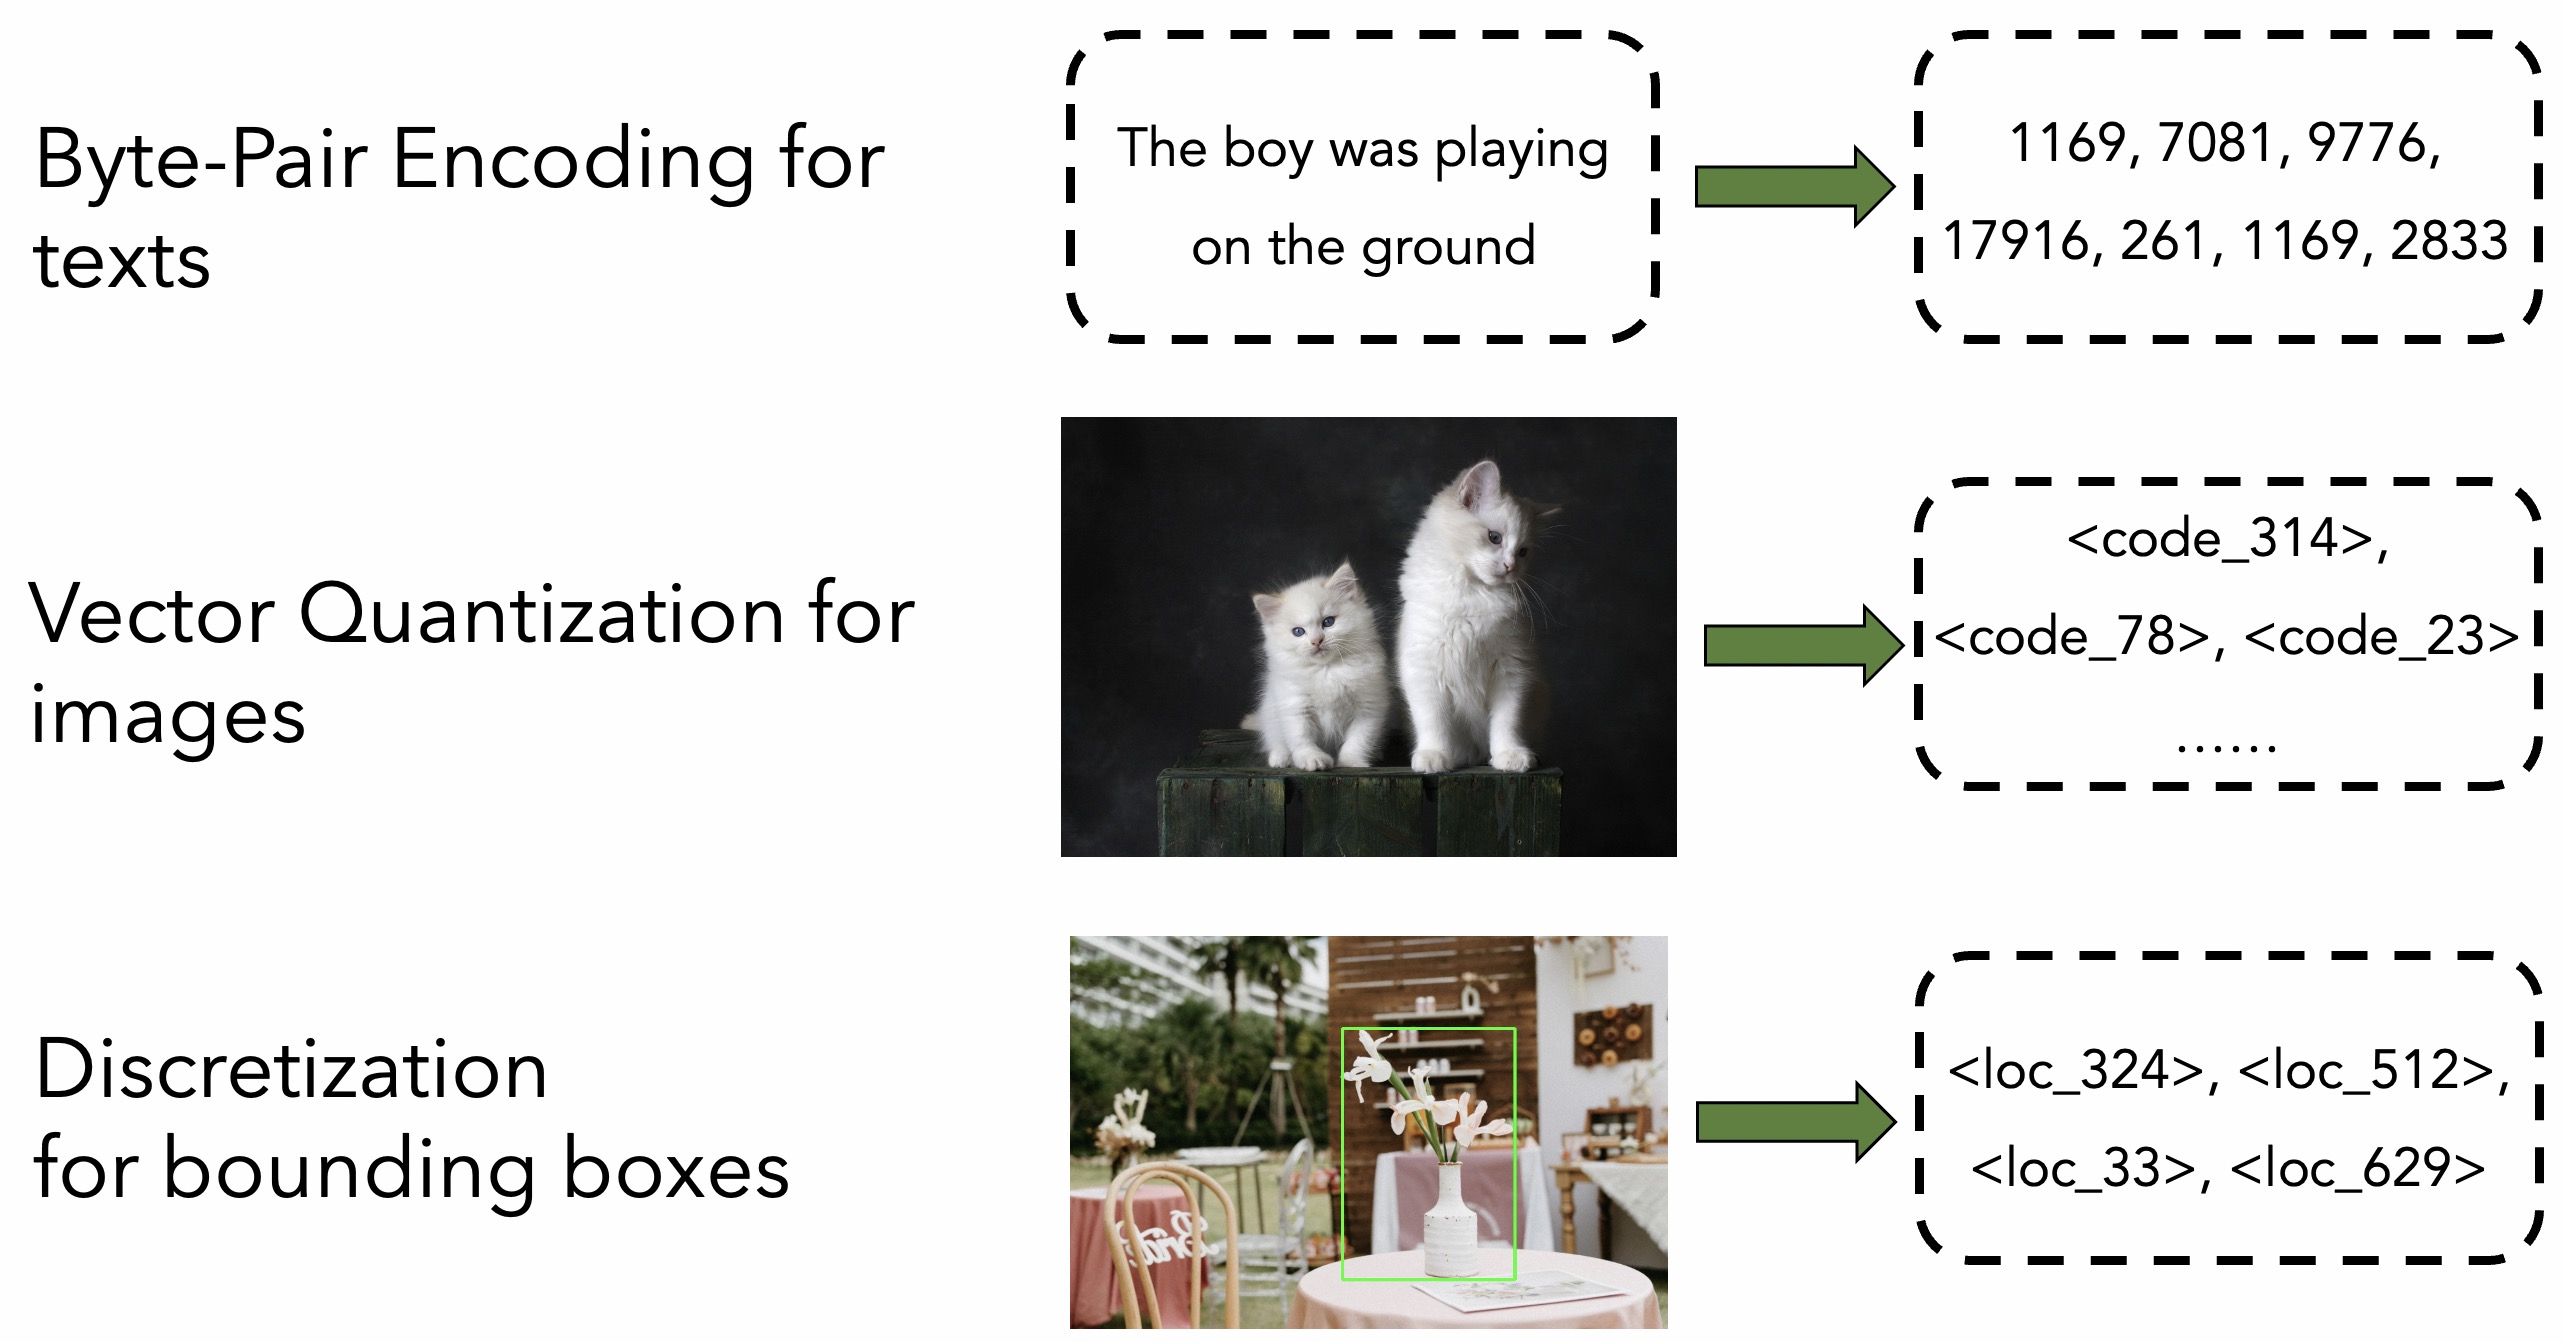 Byte-Pair Encoding for
texts
The boy was playing
on the ground
1169, 7081, 9776,
17916, 261, 1169, 2833
Vector Quantization for
images
<code_314>,
<code_78>, <code_23>
……
Discretization
for bounding boxes
Bride
<loc_324>, <loc_512>,
<loc_33>, <loc_629>